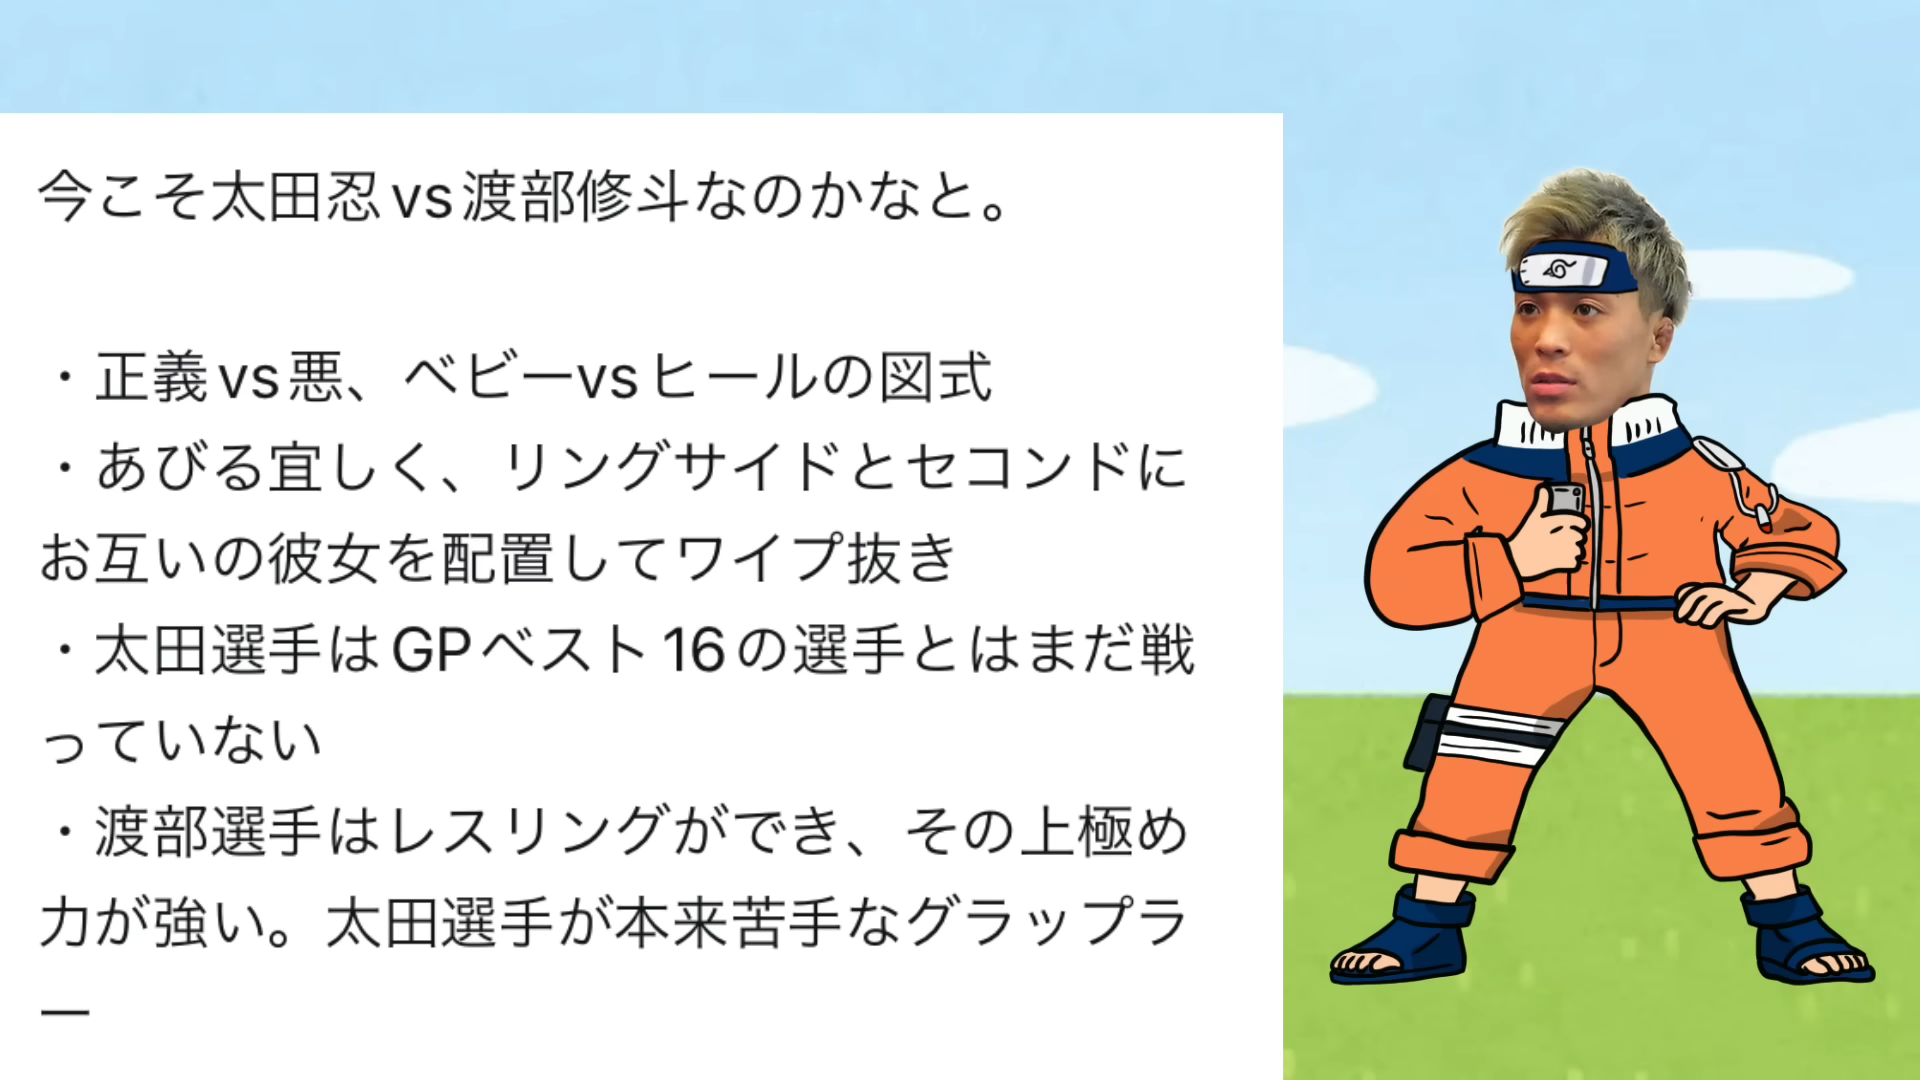 今こそ太田忍vs渡部修斗なのかなと。
・正義vs悪、ベビーvsヒールの図式
・あびる宜しく、リングサイドとセコンドに
お互いの彼女を配置してワイプ抜き
・太田選手はGPベスト16の選手とはまだ戦
っていない
・渡部選手はレスリングができ、その上極め
力が強い。太田選手が本来苦手なグラップラ
ー